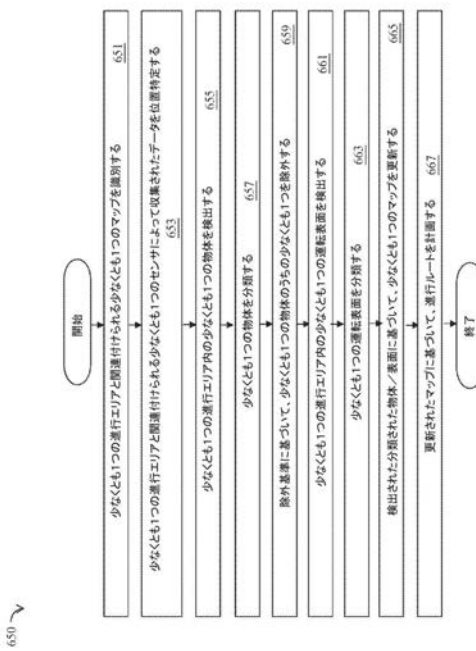 650
開始
少なくとも1つの進行エリアと関連付けられる少なくとも1つのマップを識別する 651
少なくとも1つの進行エリアと関連付けられる少なくとも1つのセンサによって収集されたデータを位置特定する
653
少なくとも1つの進行エリア内の少なくとも1つの物体を検出する 655
少なくとも1つの物体を分類する 657
除外基準に基づいて、少なくとも1つの物体のうちの少なくとも1つを除外する 659
少なくとも1つの進行エリア内の少なくとも1つの運転表面を検出する 661
少なくとも1つの運転表面を分類する 663
検出された分類された物体/表面に基づいて、少なくとも1つのマップを更新する 665
更新されたマップに基づいて、進行ルートを計画する 667
終了